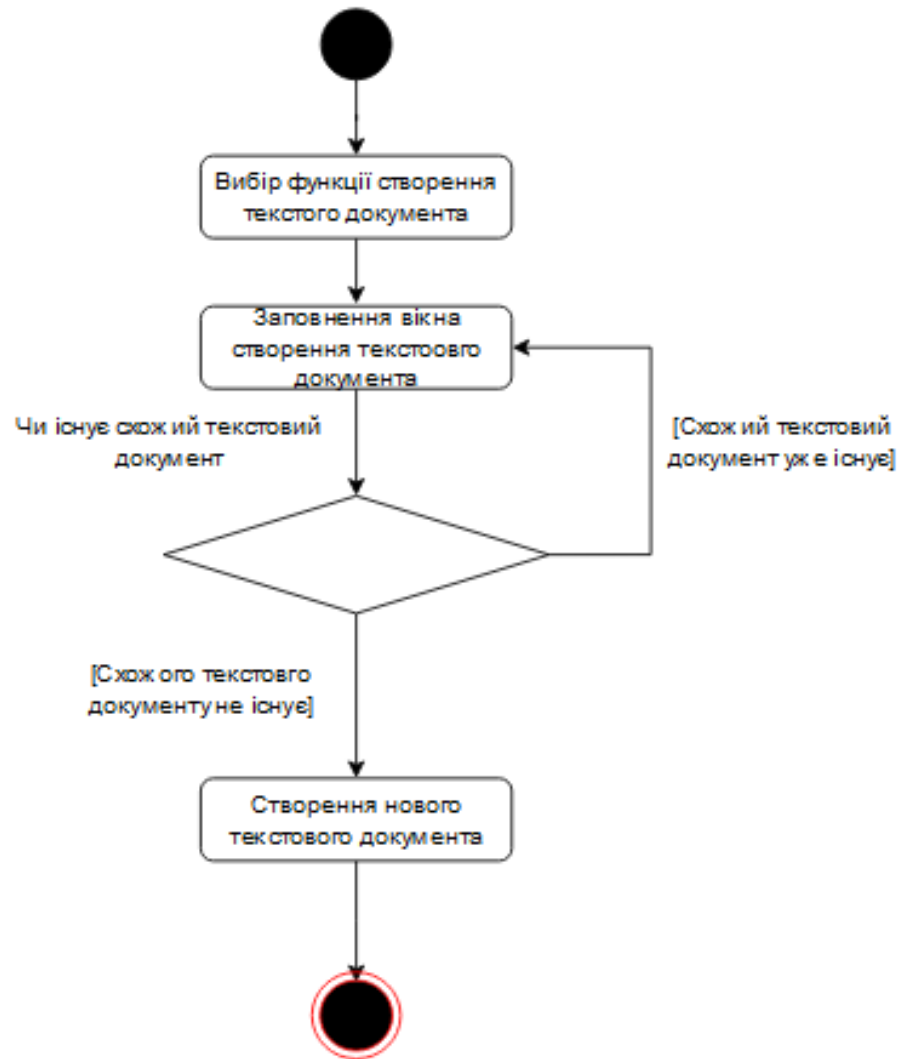 Вибір функції створення
текстого документа
Заповнення вікна
створення текстоовго
документа
Чи існує схожий текстовий
документ
[Схожий текстовий
документ уже існує]
[Схожого текстовго
документу не існує]
Створення нового
текстового документа